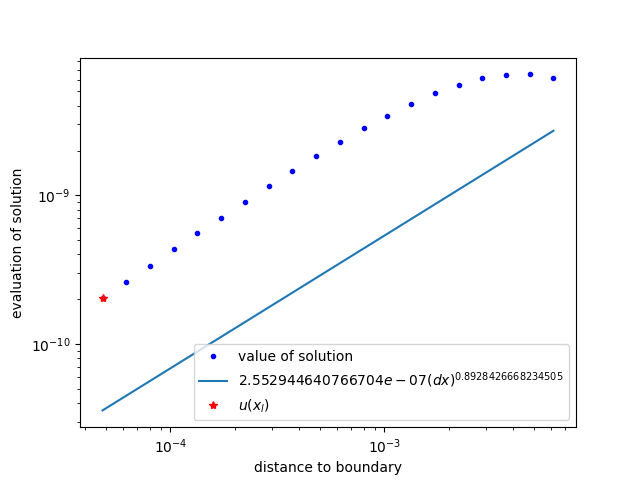 evaluation of solution
10⁻⁹
10⁻¹⁰
value of solution
2.552944640766704e − 07(dx)^0.8928426668234505
u(x_l)
10⁻⁴
10⁻³
distance to boundary